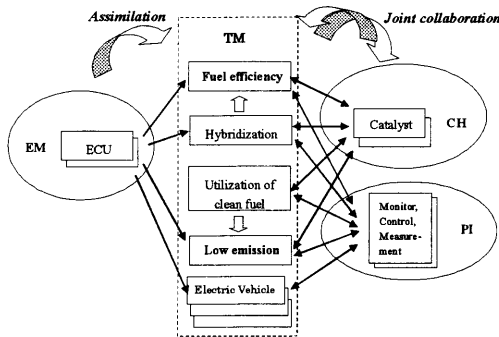 Assimilation
Joint collaboration
TM
Fuel efficiency
Hybridization
Utilization of
clean fuel
Low emission
Electric Vehicle
EM
ECU
Catalyst
CH
Monitor,
Control,
Measure-
ment
PI